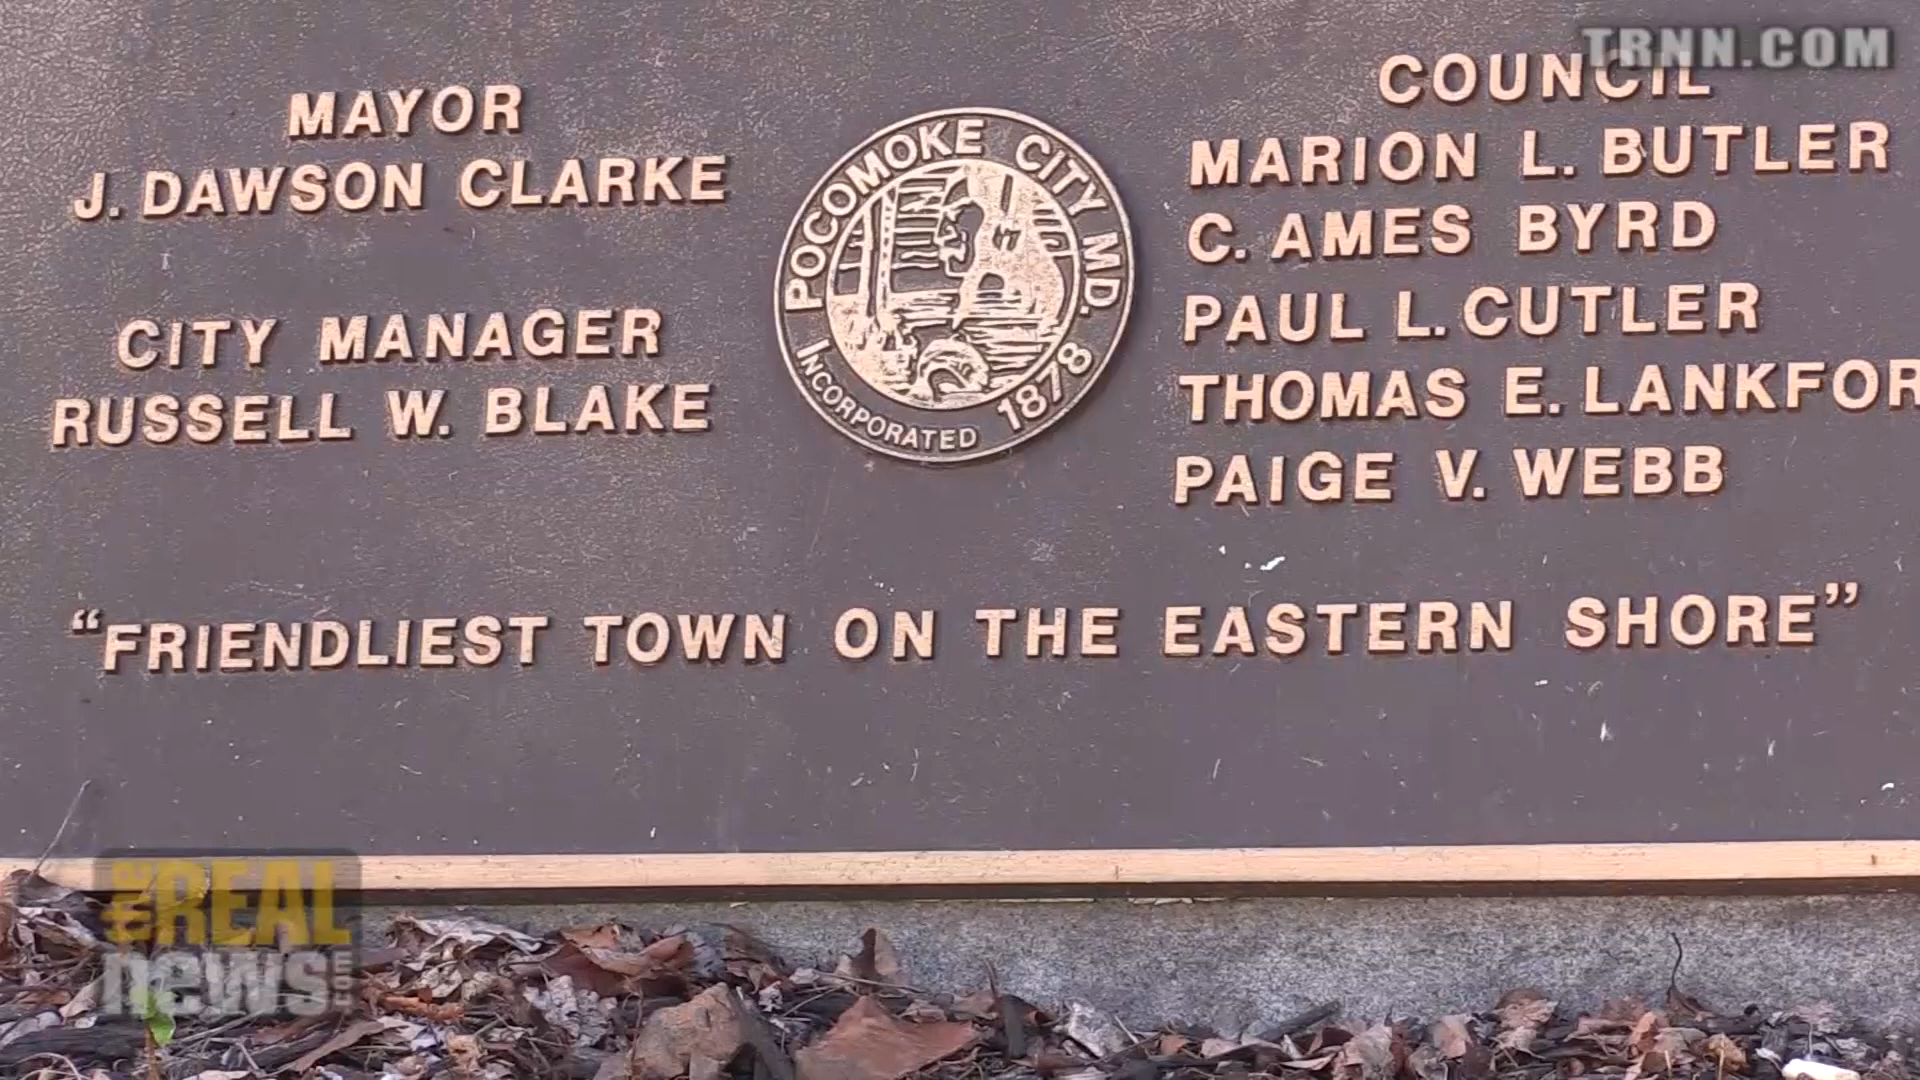 TRNN.COM
MAYOR
J. DAWSON CLARKE
CITY MANAGER
RUSSELL W. BLAKE
POCOMOKE CITY MD.
INCORPORATED 1878
COUNCIL
MARION L. BUTLER
C. AMES BYRD
PAUL L. CUTLER
THOMAS E. LANKFOR
PAIGE V. WEBB
“FRIENDLIEST TOWN ON THE EASTERN SHORE”
THE REAL
news.com